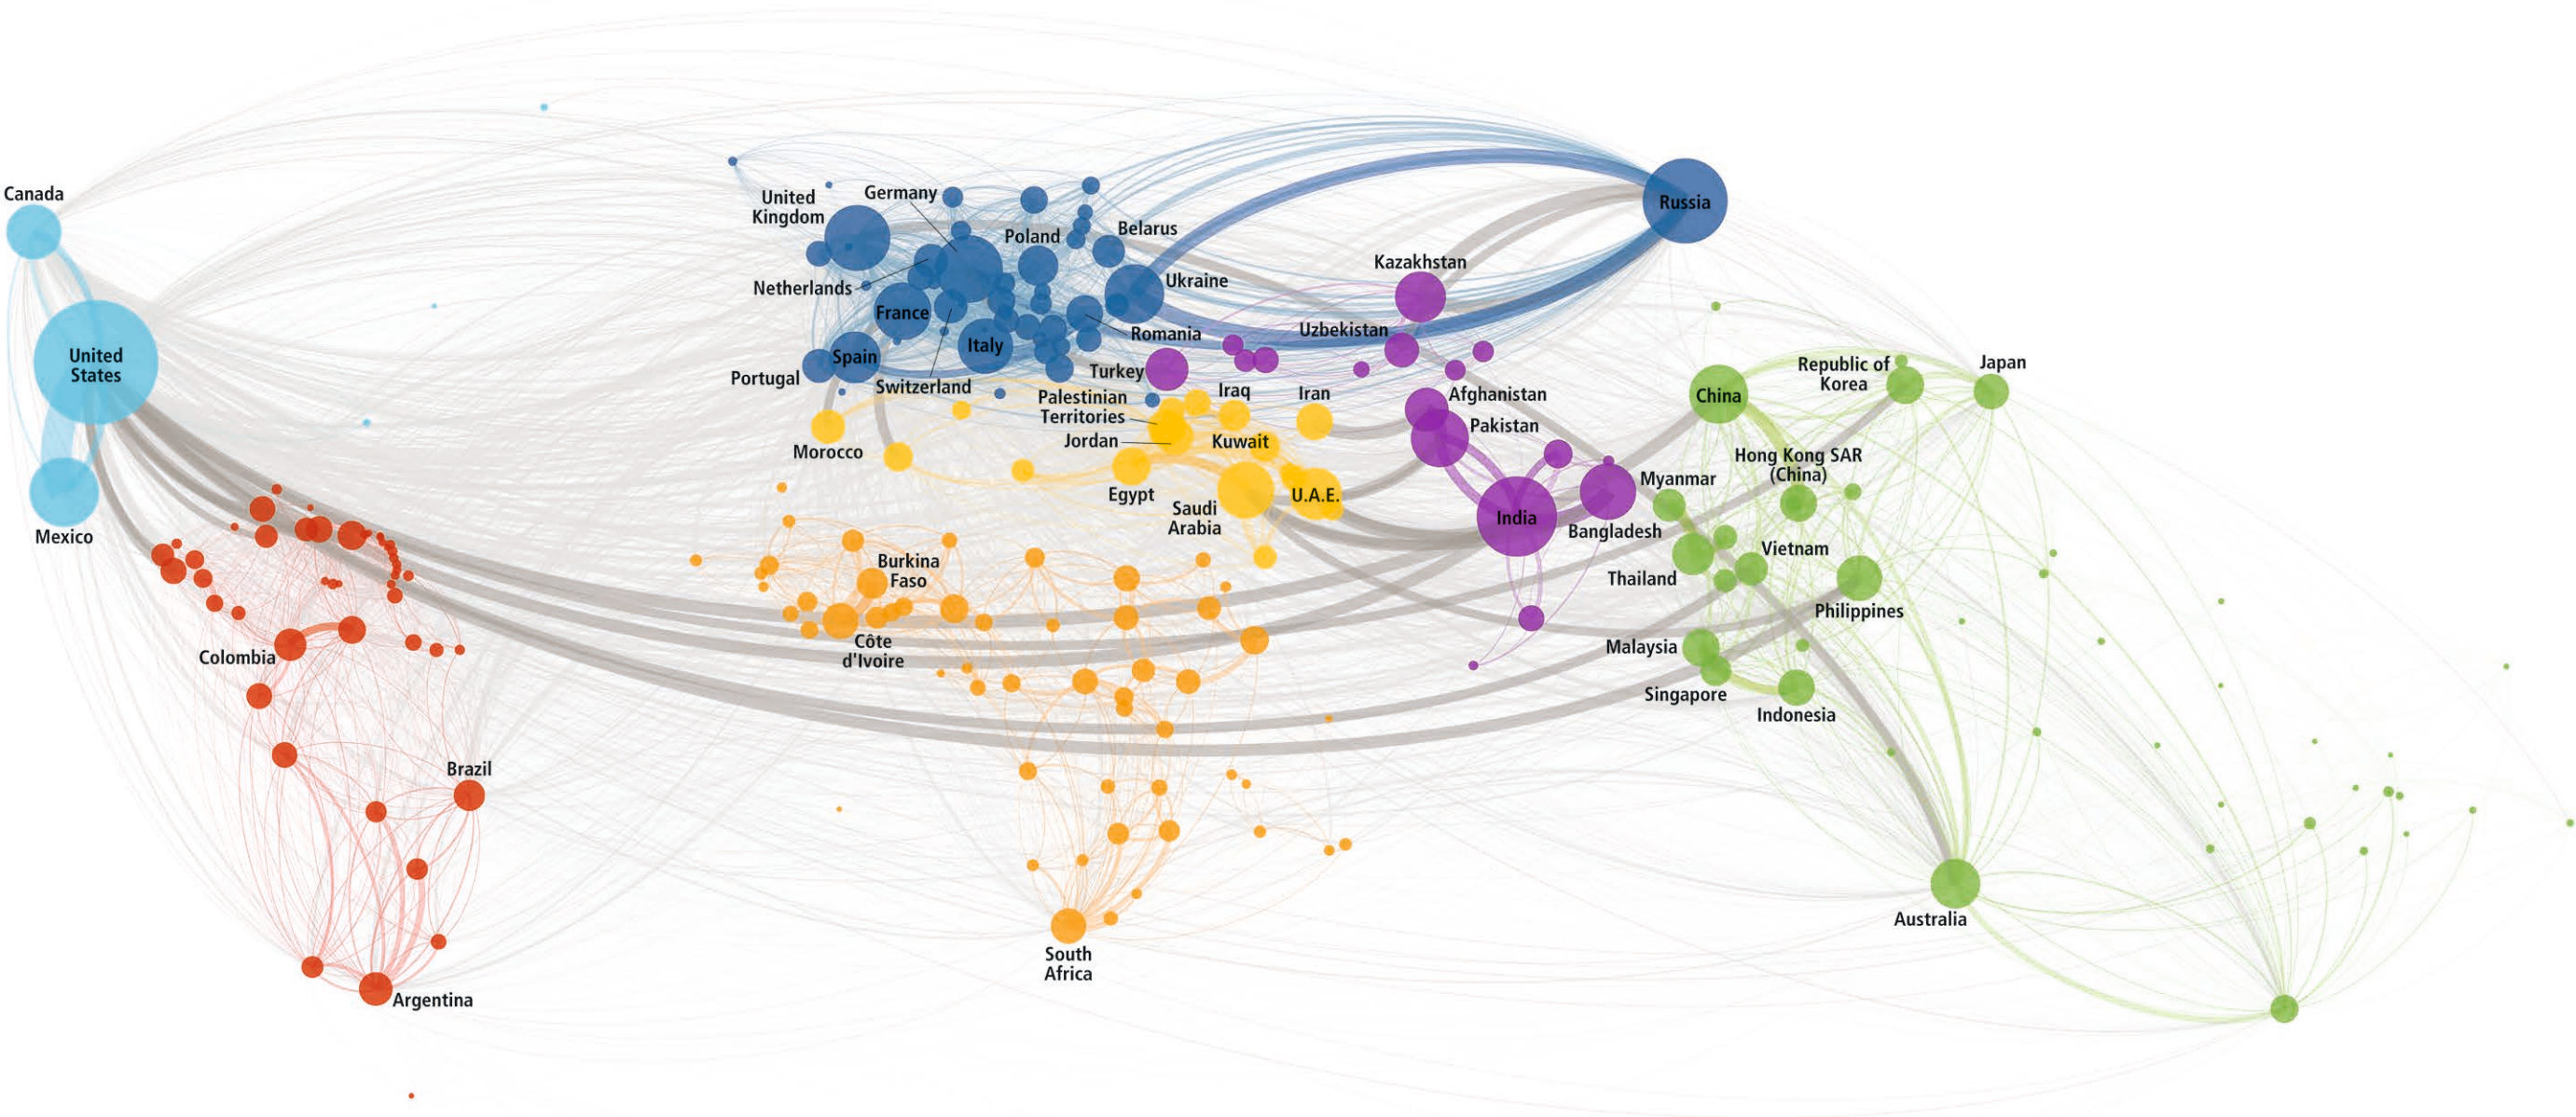 Canada
United
States
Mexico
Colombia
Brazil
Argentina
United
Kingdom
Germany
Poland
Belarus
Netherlands
Ukraine
France
Romania
Italy
Spain
Portugal
Switzerland
Russia
Kazakhstan
Uzbekistan
Turkey
Palestinian
Territories
Iraq
Iran
Afghanistan
Pakistan
Jordan
Kuwait
Morocco
Egypt
Saudi
Arabia
U.A.E.
India
Bangladesh
Burkina
Faso
Côte
d'Ivoire
South
Africa
China
Republic of
Korea
Japan
Hong Kong SAR
(China)
Myanmar
Vietnam
Thailand
Philippines
Malaysia
Singapore
Indonesia
Australia